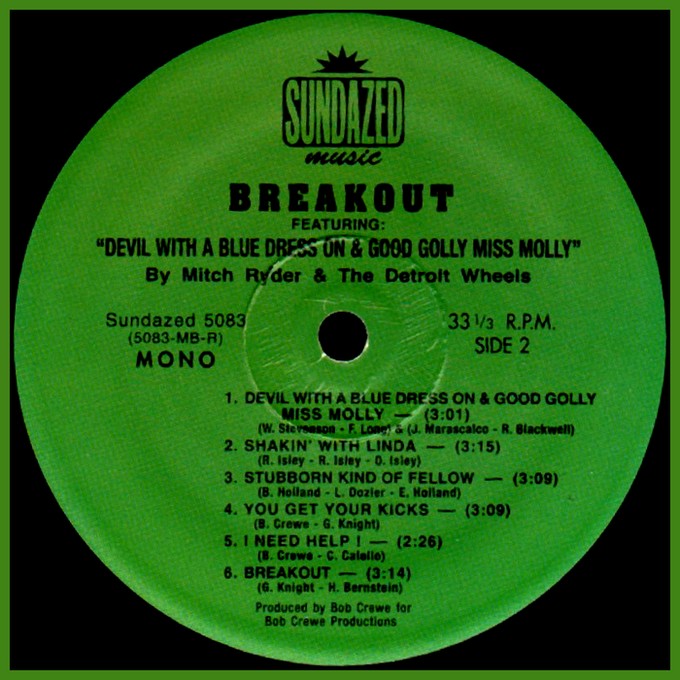 SUNDAZED
music
BREAKOUT
FEATURING:
"DEVIL WITH A BLUE DRESS ON & GOOD GOLLY MISS MOLLY"
By Mitch Ryder & The Detroit Wheels
Sundazed 5083
(5083-MB-R)
MONO
33 1/3 R.P.M.
SIDE 2
1. DEVIL WITH A BLUE DRESS ON & GOOD GOLLY
MISS MOLLY — (3:01)
(W. Stevenson - F. Long) & (J. Marascalco - R. Blackwell)
2. SHAKIN' WITH LINDA — (3:15)
(R. Isley - R. Isley - O. Isley)
3. STUBBORN KIND OF FELLOW — (3:09)
(B. Holland - L. Dozier - E. Holland)
4. YOU GET YOUR KICKS — (3:09)
(B. Crewe - G. Knight)
5. I NEED HELP ! — (2:26)
(B. Crewe - C. Calello)
6. BREAKOUT — (3:14)
(G. Knight - H. Bernstein)
Produced by Bob Crewe for
Bob Crewe Productions